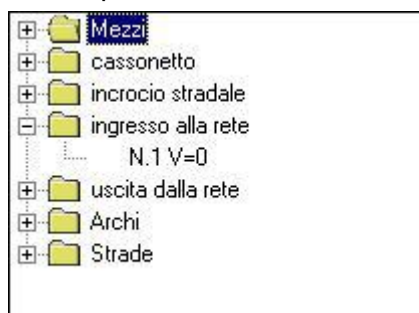 Mezzi
cassonetto
incrocio stradale
ingresso alla rete
N.1 V=0
uscita dalla rete
Archi
Strade